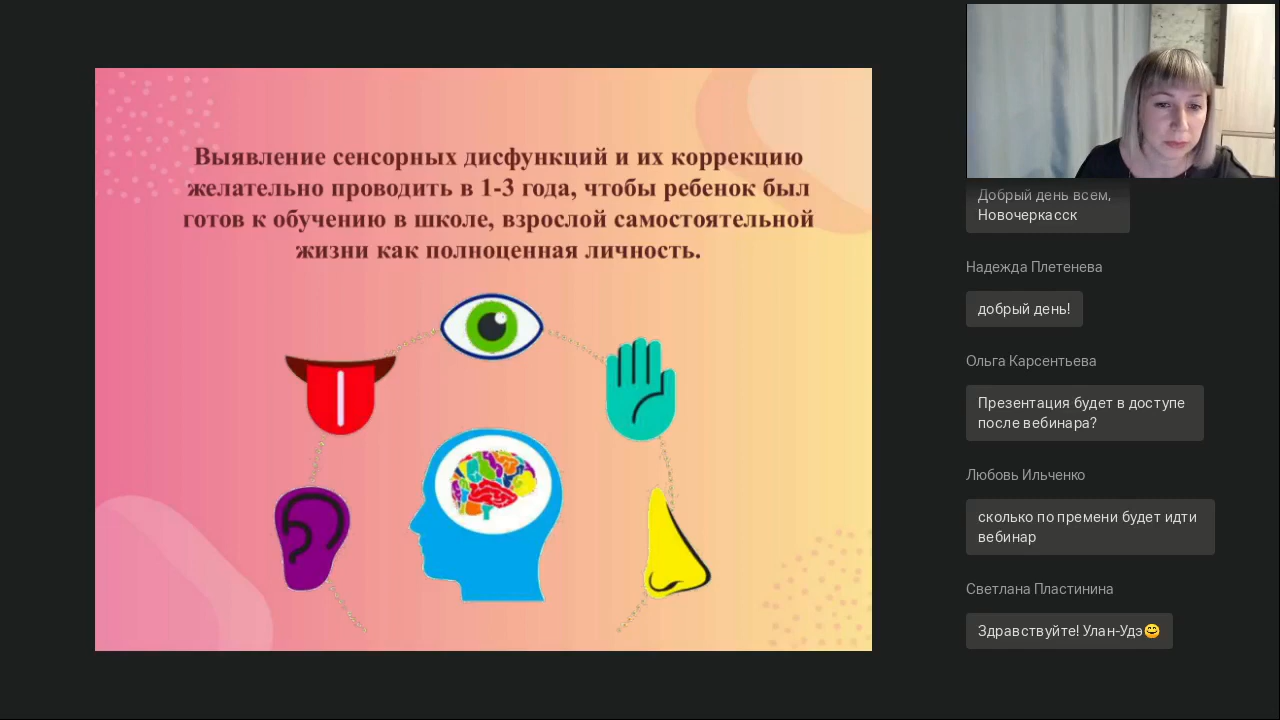 Выявление сенсорных дисфункций и их коррекцию
желательно проводить в 1-3 года, чтобы ребенок был
готов к обучению в школе, взрослой самостоятельной
жизни как полноценная личность.
Добрый день всем,
Новочеркасск
Надежда Плетенева
добрый день!
Ольга Карсентьева
Презентация будет в доступе
после вебинара?
Любовь Ильченко
сколько по премени будет идти
вебинар
Светлана Пластинина
Здравствуйте! Улан-Удэ😊